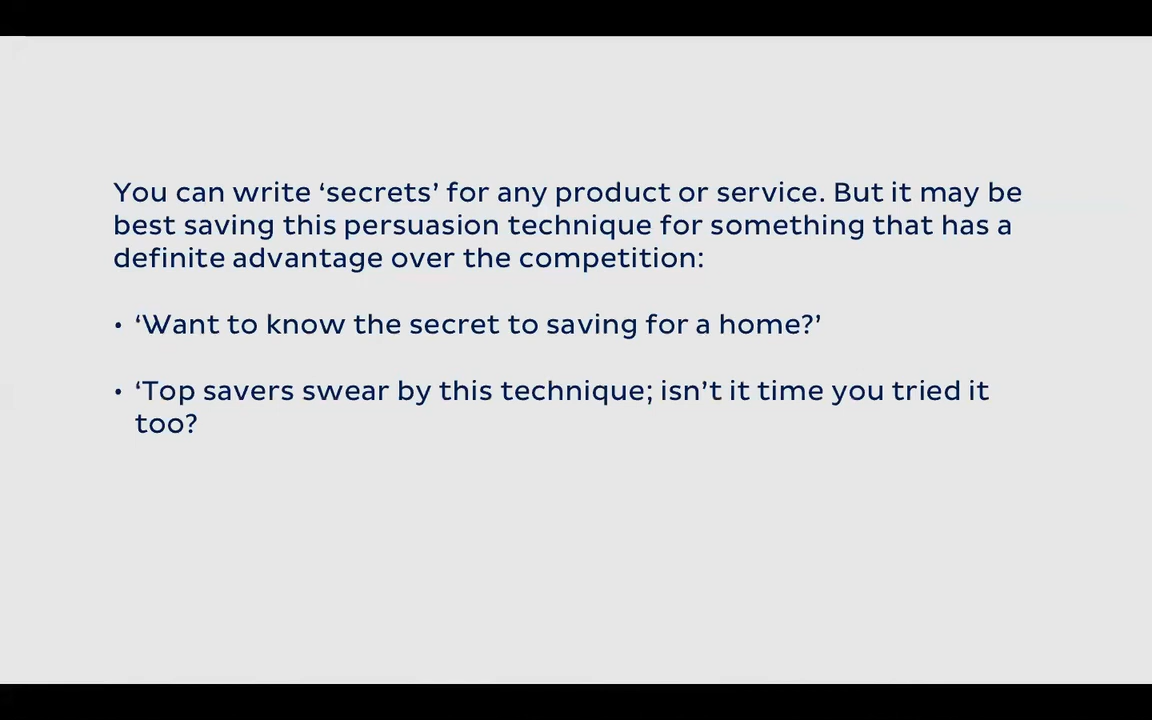 You can write ‘secrets’ for any product or service. But it may be
best saving this persuasion technique for something that has a
definite advantage over the competition:
• ‘Want to know the secret to saving for a home?’
• ‘Top savers swear by this technique; isn’t it time you tried it
too?